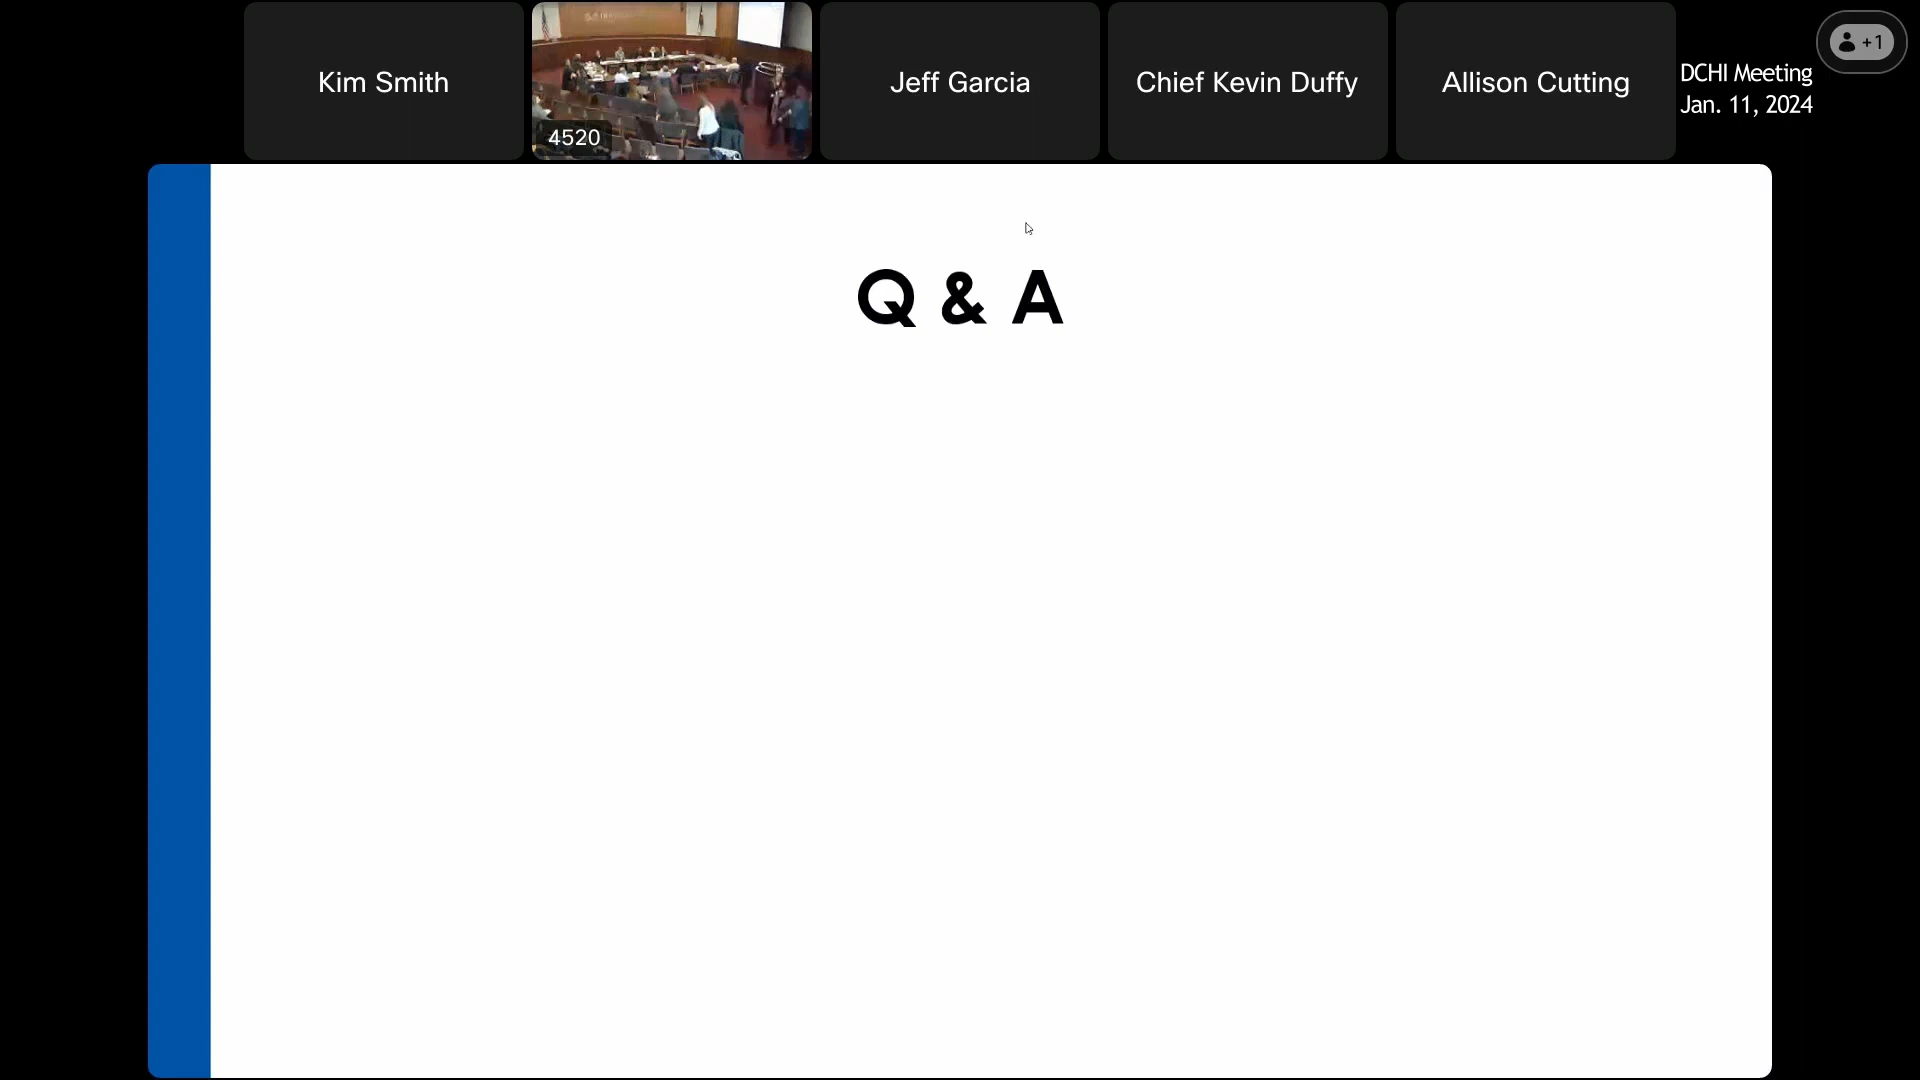 Kim Smith
4520
Jeff Garcia
Chief Kevin Duffy
Allison Cutting
DCHI Meeting
Jan. 11, 2024
+1
Q & A